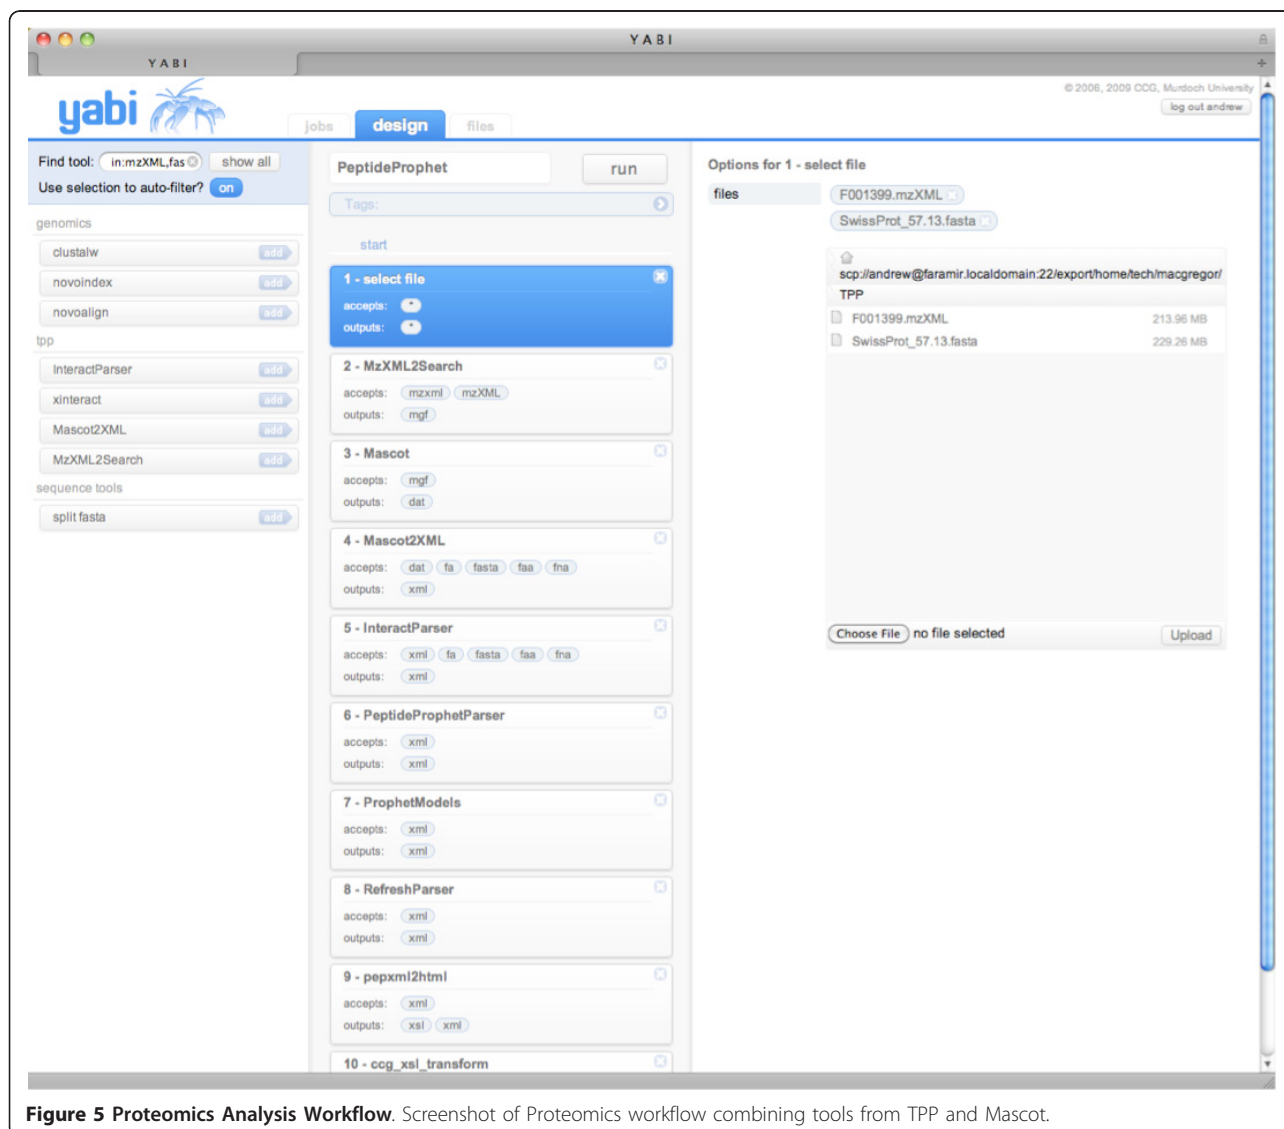 YABI
YABI
© 2006, 2009 CCG, Murdoch University
log out andrew
yabi
jobs
design
files
Find tool: in:mzXML,fas show all
Use selection to auto-filter? on
genomics
clustalw add
novoindex add
novoalign add
tpp
InteractParser add
xinteract add
Mascot2XML add
MzXML2Search add
sequence tools
split fasta add
PeptideProphet run
Tags:
start
1 - select file
accepts: *
outputs: *
2 - MzXML2Search
accepts: mzxml mzXML
outputs: mgf
3 - Mascot
accepts: mgf
outputs: dat
4 - Mascot2XML
accepts: dat fa fasta faa fna
outputs: xml
5 - InteractParser
accepts: xml fa fasta faa fna
outputs: xml
6 - PeptideProphetParser
accepts: xml
outputs: xml
7 - ProphetModels
accepts: xml
outputs: xml
8 - RefreshParser
accepts: xml
outputs: xml
9 - pepxml2html
accepts: xml
outputs: xsl xml
10 - ccg_xsl_transform
Options for 1 - select file
files F001399.mzXML
SwissProt_57.13.fasta
scp://andrew@faramir.localdomain:22/export/home/tech/macgregor/
TPP
F001399.mzXML 213.96 MB
SwissProt_57.13.fasta 229.26 MB
Choose File no file selected Upload
Figure 5 Proteomics Analysis Workflow. Screenshot of Proteomics workflow combining tools from TPP and Mascot.